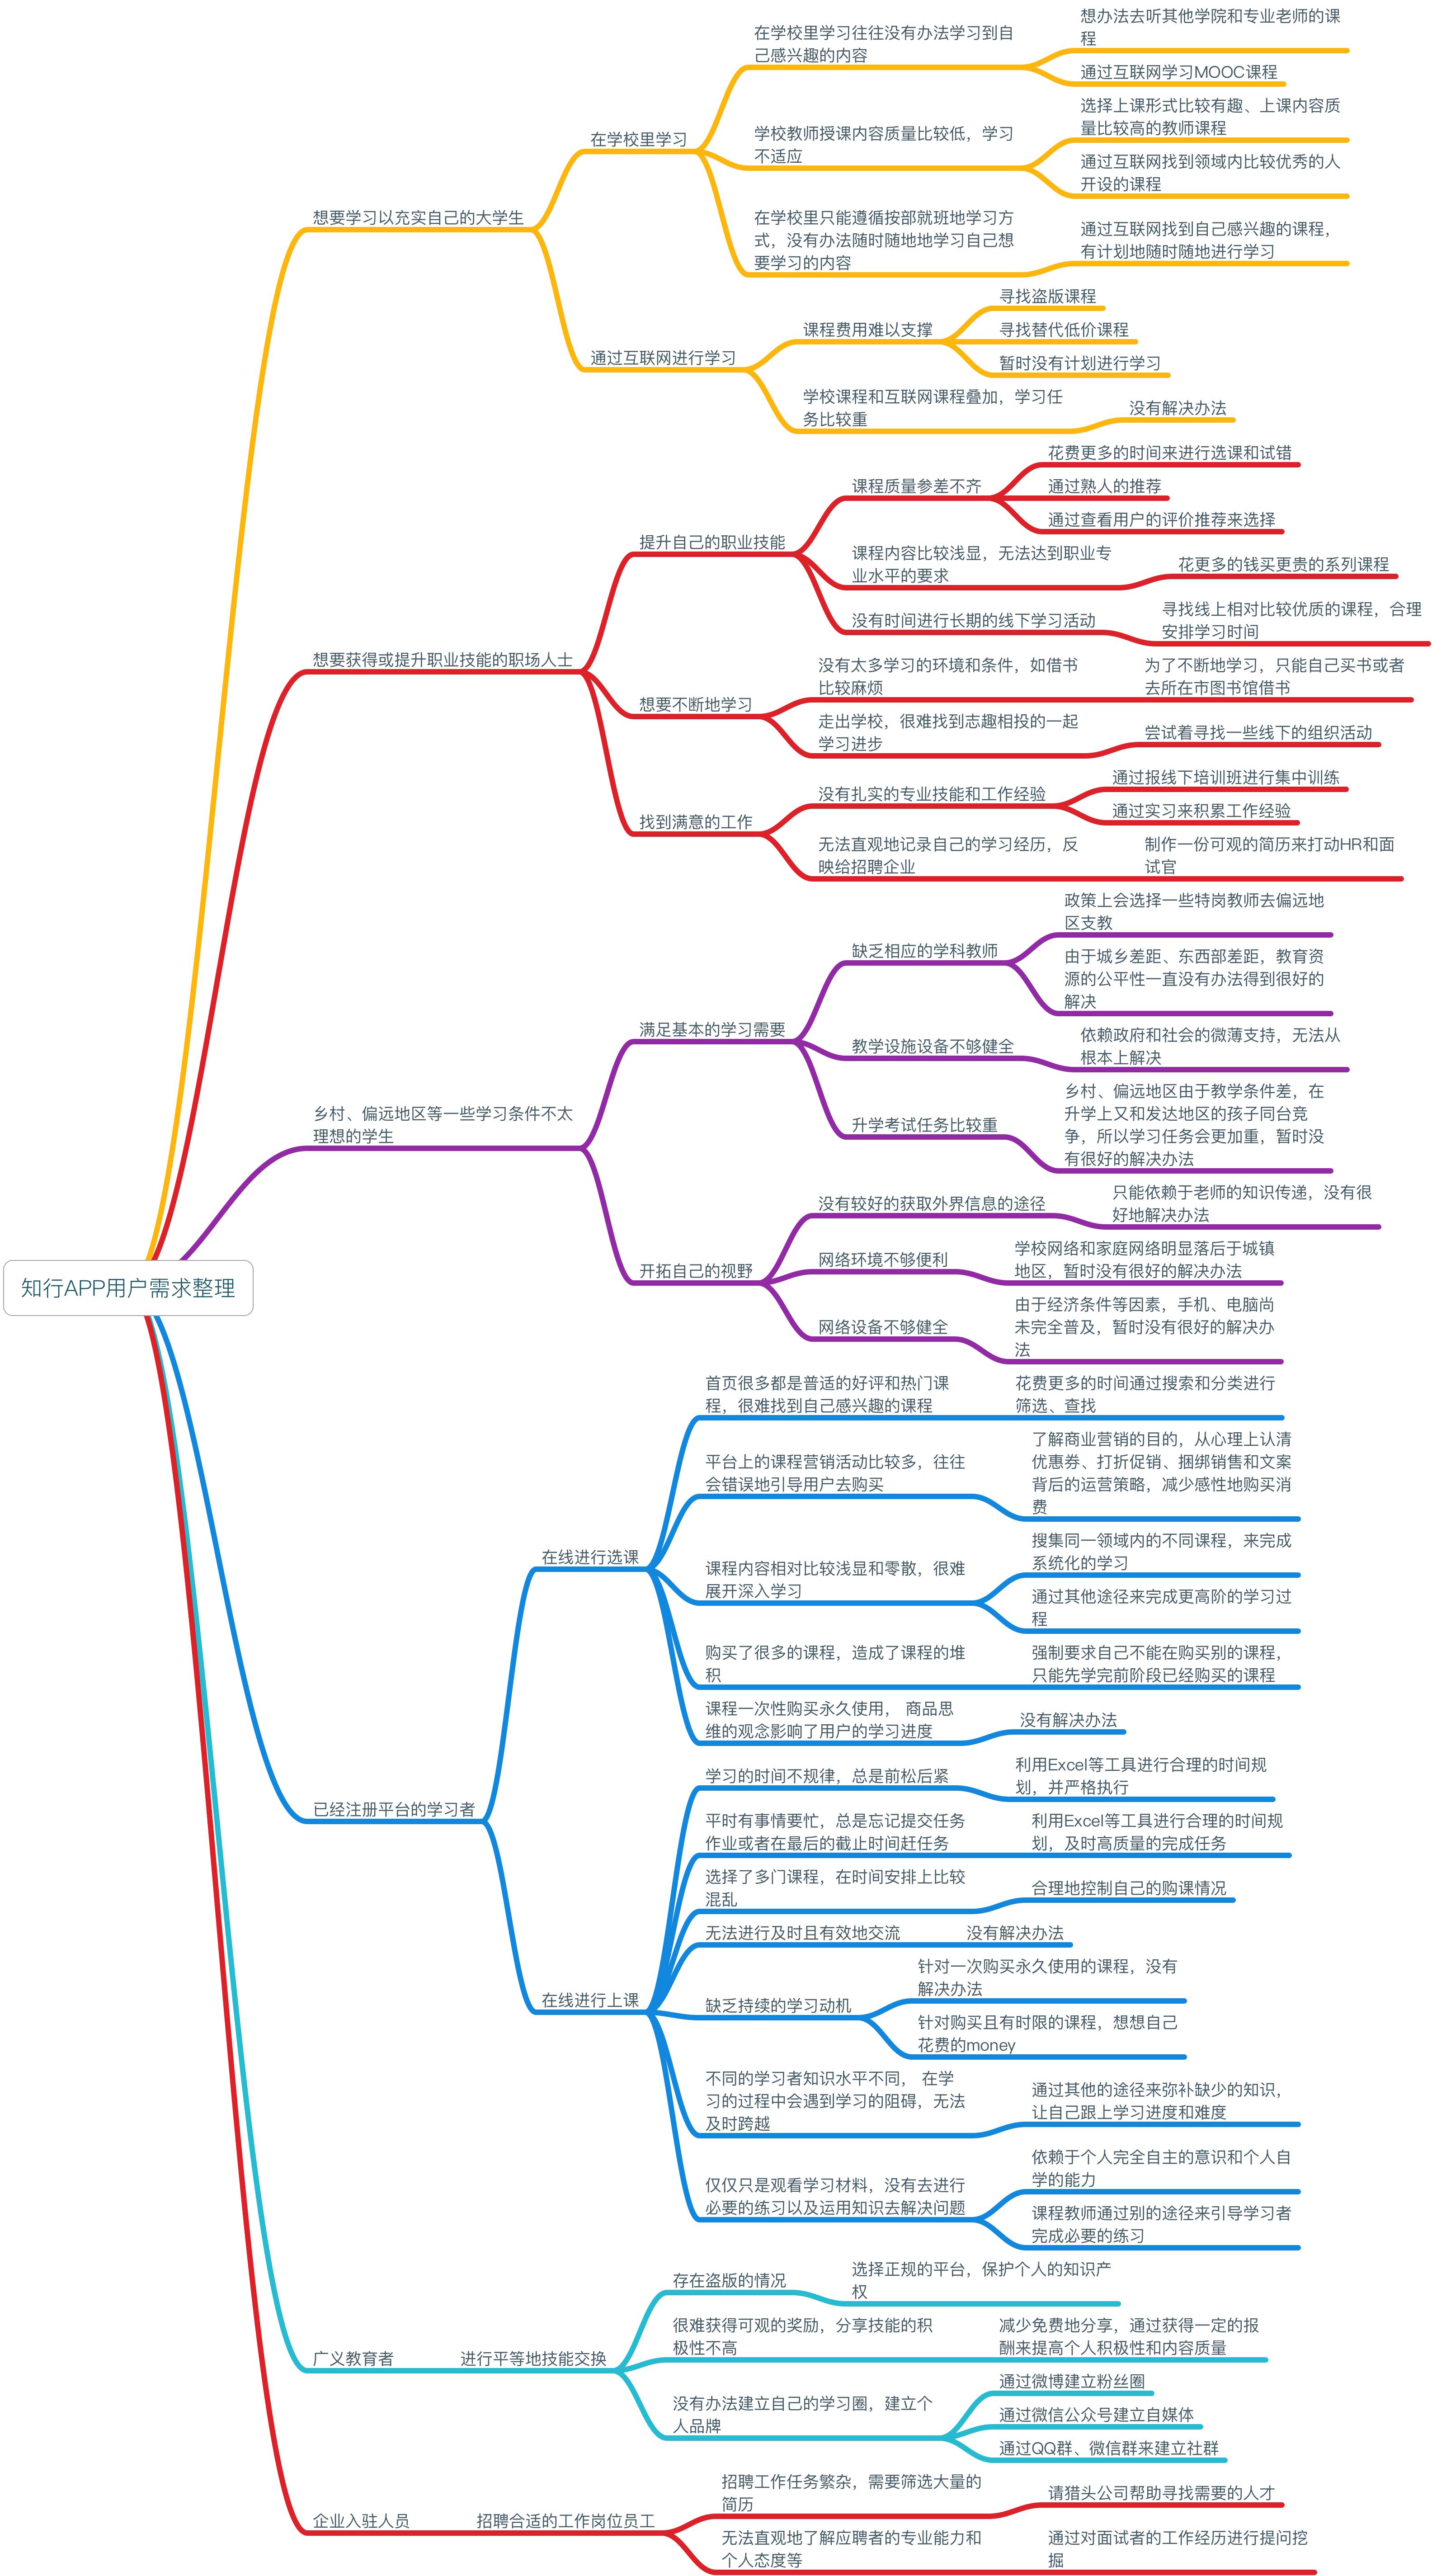 知行APP用户需求整理
想要学习以充实自己的大学生
在学校里学习
在学校里学习往往没有办法学习到自
己感兴趣的内容
想办法去听其他学院和专业老师的课
程
通过互联网学习MOOC课程
学校教师授课内容质量比较低，学习
不适应
选择上课形式比较有趣、上课内容质
量比较高的教师课程
通过互联网找到领域内比较优秀的人
开设的课程
在学校里只能遵循按部就班地学习方
式，没有办法随时随地地学习自己想
要学习的内容
通过互联网找到自己感兴趣的课程，
有计划地随时随地进行学习
通过互联网进行学习
课程费用难以支撑
寻找盗版课程
寻找替代低价课程
暂时没有计划进行学习
学校课程和互联网课程叠加，学习任
务比较重
没有解决办法
想要获得或提升职业技能的职场人士
提升自己的职业技能
课程质量参差不齐
花费更多的时间来进行选课和试错
通过熟人的推荐
通过查看用户的评价推荐来选择
课程内容比较浅显，无法达到职业专
业水平的要求
花更多的钱买更贵的系列课程
没有时间进行长期的线下学习活动
寻找线上相对比较优质的课程，合理
安排学习时间
想要不断地学习
没有太多学习的环境和条件，如借书
比较麻烦
为了不断地学习，只能自己买书或者
去所在市图书馆借书
走出学校，很难找到志趣相投的一起
学习进步
尝试着寻找一些线下的组织活动
找到满意的工作
没有扎实的专业技能和工作经验
通过报线下培训班进行集中训练
通过实习来积累工作经验
无法直观地记录自己的学习经历，反
映给招聘企业
制作一份可观的简历来打动HR和面
试官
乡村、偏远地区等一些学习条件不太
理想的学生
满足基本的学习需要
缺乏相应的学科教师
政策上会选择一些特岗教师去偏远地
区支教
由于城乡差距、东西部差距，教育资
源的公平性一直没有办法得到很好的
解决
教学设施设备不够健全
依赖政府和社会的微薄支持，无法从
根本上解决
升学考试任务比较重
乡村、偏远地区由于教学条件差，在
升学上又和发达地区的孩子同台竞
争，所以学习任务会更加重，暂时没
有很好的解决办法
开拓自己的视野
没有较好的获取外界信息的途径
只能依赖于老师的知识传递，没有很
好地解决办法
网络环境不够便利
学校网络和家庭网络明显落后于城镇
地区，暂时没有很好的解决办法
网络设备不够健全
由于经济条件等因素，手机、电脑尚
未完全普及，暂时没有很好的解决办
法
已经注册平台的学习者
在线进行选课
首页很多都是普适的好评和热门课
程，很难找到自己感兴趣的课程
花费更多的时间通过搜索和分类进行
筛选、查找
平台上的课程营销活动比较多，往往
会错误地引导用户去购买
了解商业营销的目的，从心理上认清
优惠券、打折促销、捆绑销售和文案
背后的运营策略，减少感性地购买消
费
课程内容相对比较浅显和零散，很难
展开深入学习
搜集同一领域内的不同课程，来完成
系统化的学习
通过其他途径来完成更高阶的学习过
程
购买了很多的课程，造成了课程的堆
积
强制要求自己不能在购买别的课程，
只能先学完前阶段已经购买的课程
课程一次性购买永久使用， 商品思
维的观念影响了用户的学习进度
没有解决办法
在线进行上课
学习的时间不规律，总是前松后紧
利用Excel等工具进行合理的时间规
划，并严格执行
平时有事情要忙，总是忘记提交任务
作业或者在最后的截止时间赶任务
利用Excel等工具进行合理的时间规
划，及时高质量的完成任务
选择了多门课程，在时间安排上比较
混乱
合理地控制自己的购课情况
无法进行及时且有效地交流
没有解决办法
缺乏持续的学习动机
针对一次购买永久使用的课程，没有
解决办法
针对购买且有时限的课程，想想自己
花费的money
不同的学习者知识水平不同， 在学
习的过程中会遇到学习的阻碍，无法
及时跨越
通过其他的途径来弥补缺少的知识，
让自己跟上学习进度和难度
仅仅只是观看学习材料，没有去进行
必要的练习以及运用知识去解决问题
依赖于个人完全自主的意识和个人自
学的能力
课程教师通过别的途径来引导学习者
完成必要的练习
广义教育者
进行平等地技能交换
存在盗版的情况
选择正规的平台，保护个人的知识产
权
很难获得可观的奖励，分享技能的积
极性不高
减少免费地分享，通过获得一定的报
酬来提高个人积极性和内容质量
没有办法建立自己的学习圈，建立个
人品牌
通过微博建立粉丝圈
通过微信公众号建立自媒体
通过QQ群、微信群来建立社群
企业入驻人员
招聘合适的工作岗位员工
招聘工作任务繁杂，需要筛选大量的
简历
请猎头公司帮助寻找需要的人才
无法直观地了解应聘者的专业能力和
个人态度等
通过对面试者的工作经历进行提问挖
掘